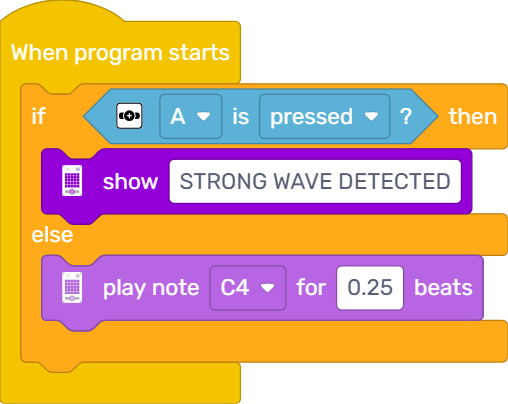 When program starts
if A is pressed ? then
show STRONG WAVE DETECTED
else
play note C4 for 0.25 beats